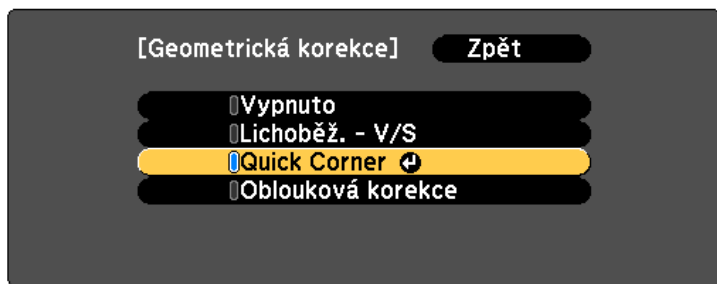 [Geometrická korekce] Zpět
Vypnuto
Lichoběž. - V/S
Quick Corner
Oblouková korekce